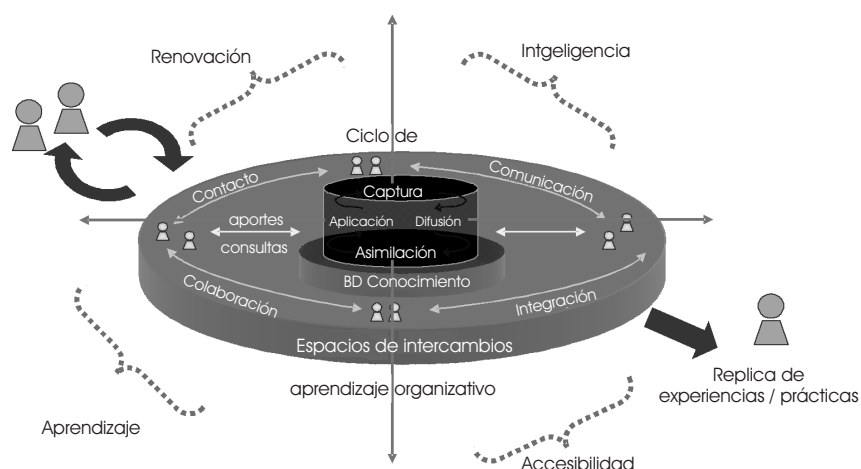 Renovación
Intgeligencia
Ciclo de
Contacto
Comunicación
Captura
aportes
Aplicación
Difusión
consultas
Asimilación
BD Conocimiento
Colaboración
Integración
Espacios de intercambios
aprendizaje organizativo
Replica de
experiencias / prácticas
Aprendizaje
Accesibilidad